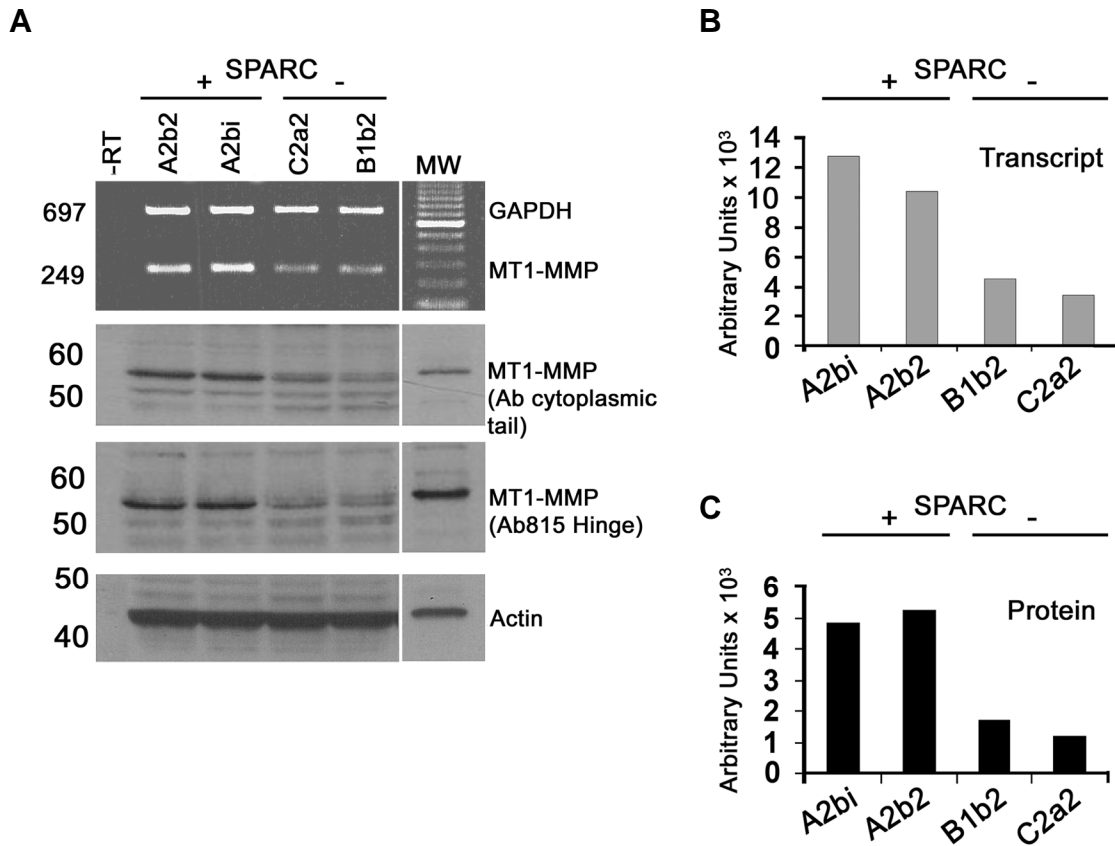 A
SPARC
+ -
-RT
A2b2
A2bi
C2a2
B1b2
MW
697
GAPDH
249
MT1-MMP
60
50
MT1-MMP
(Ab cytoplasmic
tail)
60
50
MT1-MMP
(Ab815 Hinge)
50
40
Actin
B
SPARC
+ -
Transcript
Arbitrary Units x 10³
14
12
10
8
6
4
2
0
A2bi
A2b2
B1b2
C2a2
C
SPARC
+ -
Protein
Arbitrary Units x 10³
6
5
4
3
2
1
0
A2bi
A2b2
B1b2
C2a2